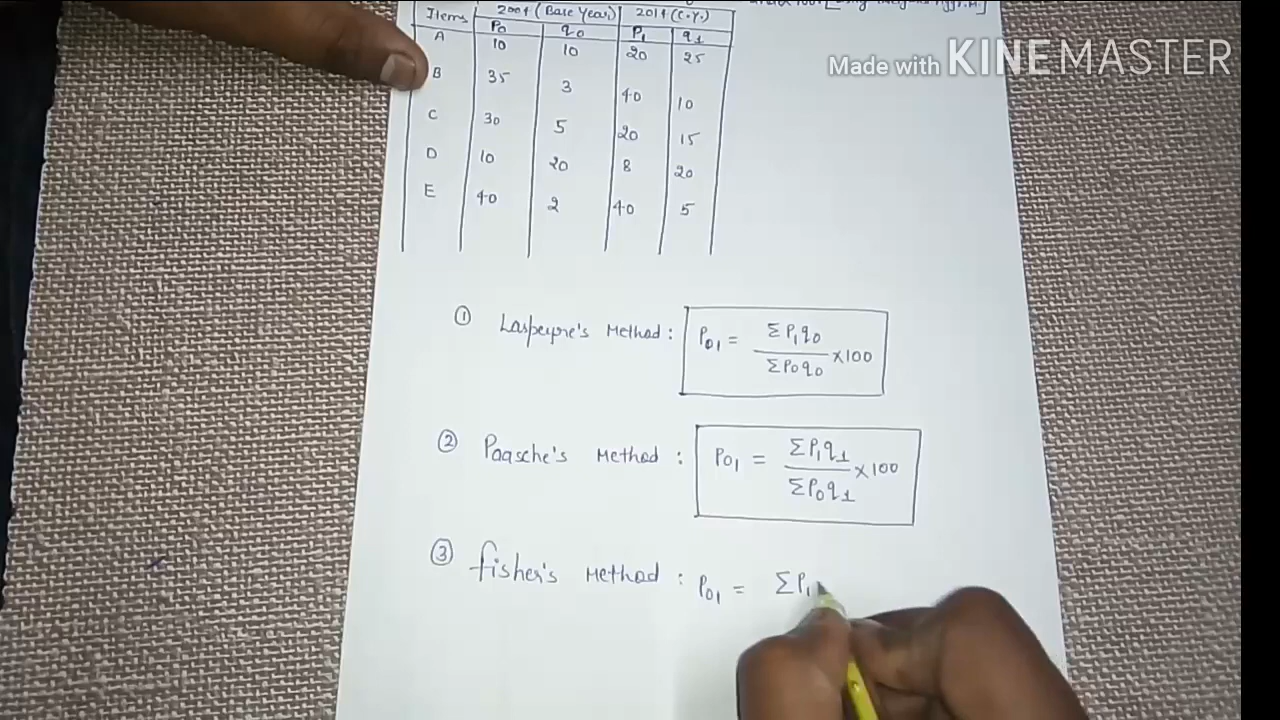 Made with KINEMASTER
Items 2004 (Base Year) 2014 (C.Y.)
P0 q0 P1 q1
A 10 10 20 25
B 35 3 40 10
C 30 5 20 15
D 10 20 8 20
E 40 2 40 5
① Laspeyre's Method: P01 = ΣP1q0 / ΣP0q0 ×100
② Paasche's Method : P01 = ΣP1q1 / ΣP0q1 ×100
③ fisher's Method : P01 = ΣP1